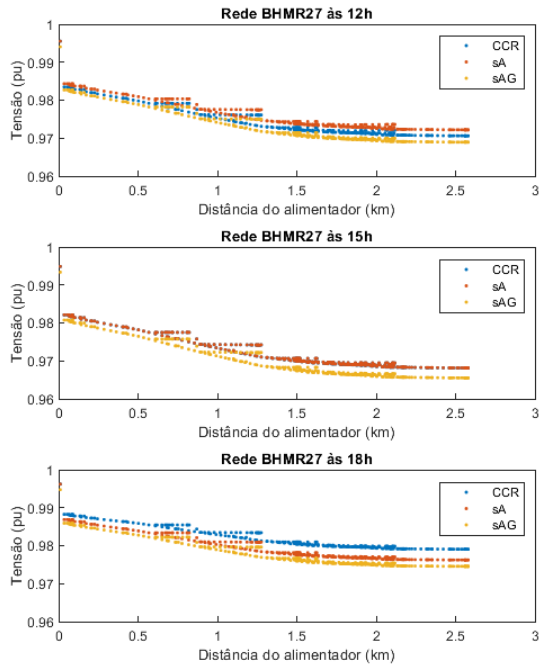 Rede BHMR27 às 12h
1
0.99
0.98
0.97
0.96
Tensão (pu)
CCR
sA
sAG
0 0.5 1 1.5 2 2.5 3
Distância do alimentador (km)
Rede BHMR27 às 15h
1
0.99
0.98
0.97
0.96
Tensão (pu)
CCR
sA
sAG
0 0.5 1 1.5 2 2.5 3
Distância do alimentador (km)
Rede BHMR27 às 18h
1
0.99
0.98
0.97
0.96
Tensão (pu)
CCR
sA
sAG
0 0.5 1 1.5 2 2.5 3
Distância do alimentador (km)